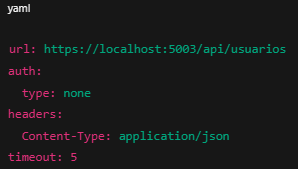 yaml
url: https://localhost:5003/api/usuarios
auth:
  type: none
headers:
  Content-Type: application/json
timeout: 5